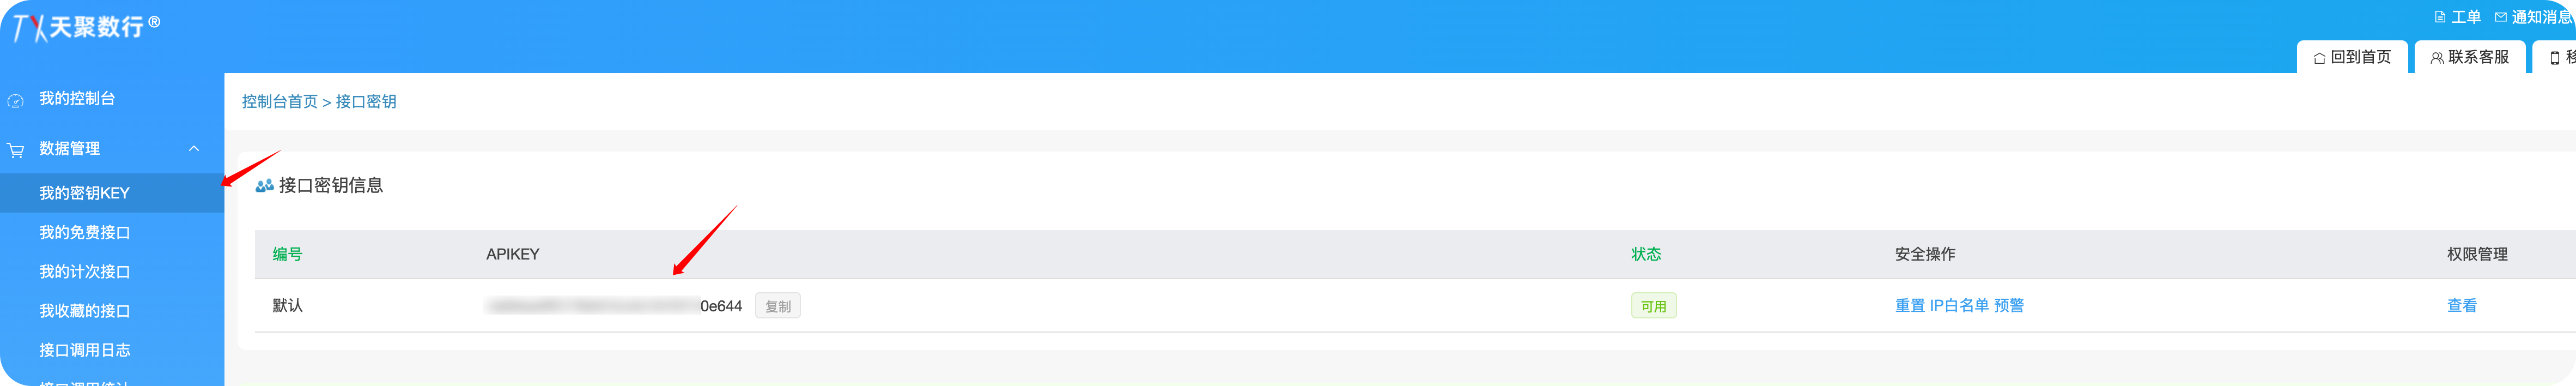 TX天聚数行®
工单 通知消息
回到首页 联系客服
我的控制台
数据管理
我的密钥KEY
我的免费接口
我的计次接口
我收藏的接口
接口调用日志
控制台首页 > 接口密钥
接口密钥信息
编号 APIKEY 状态 安全操作 权限管理
默认 0e644 复制 可用 重置 IP白名单 预警 查看